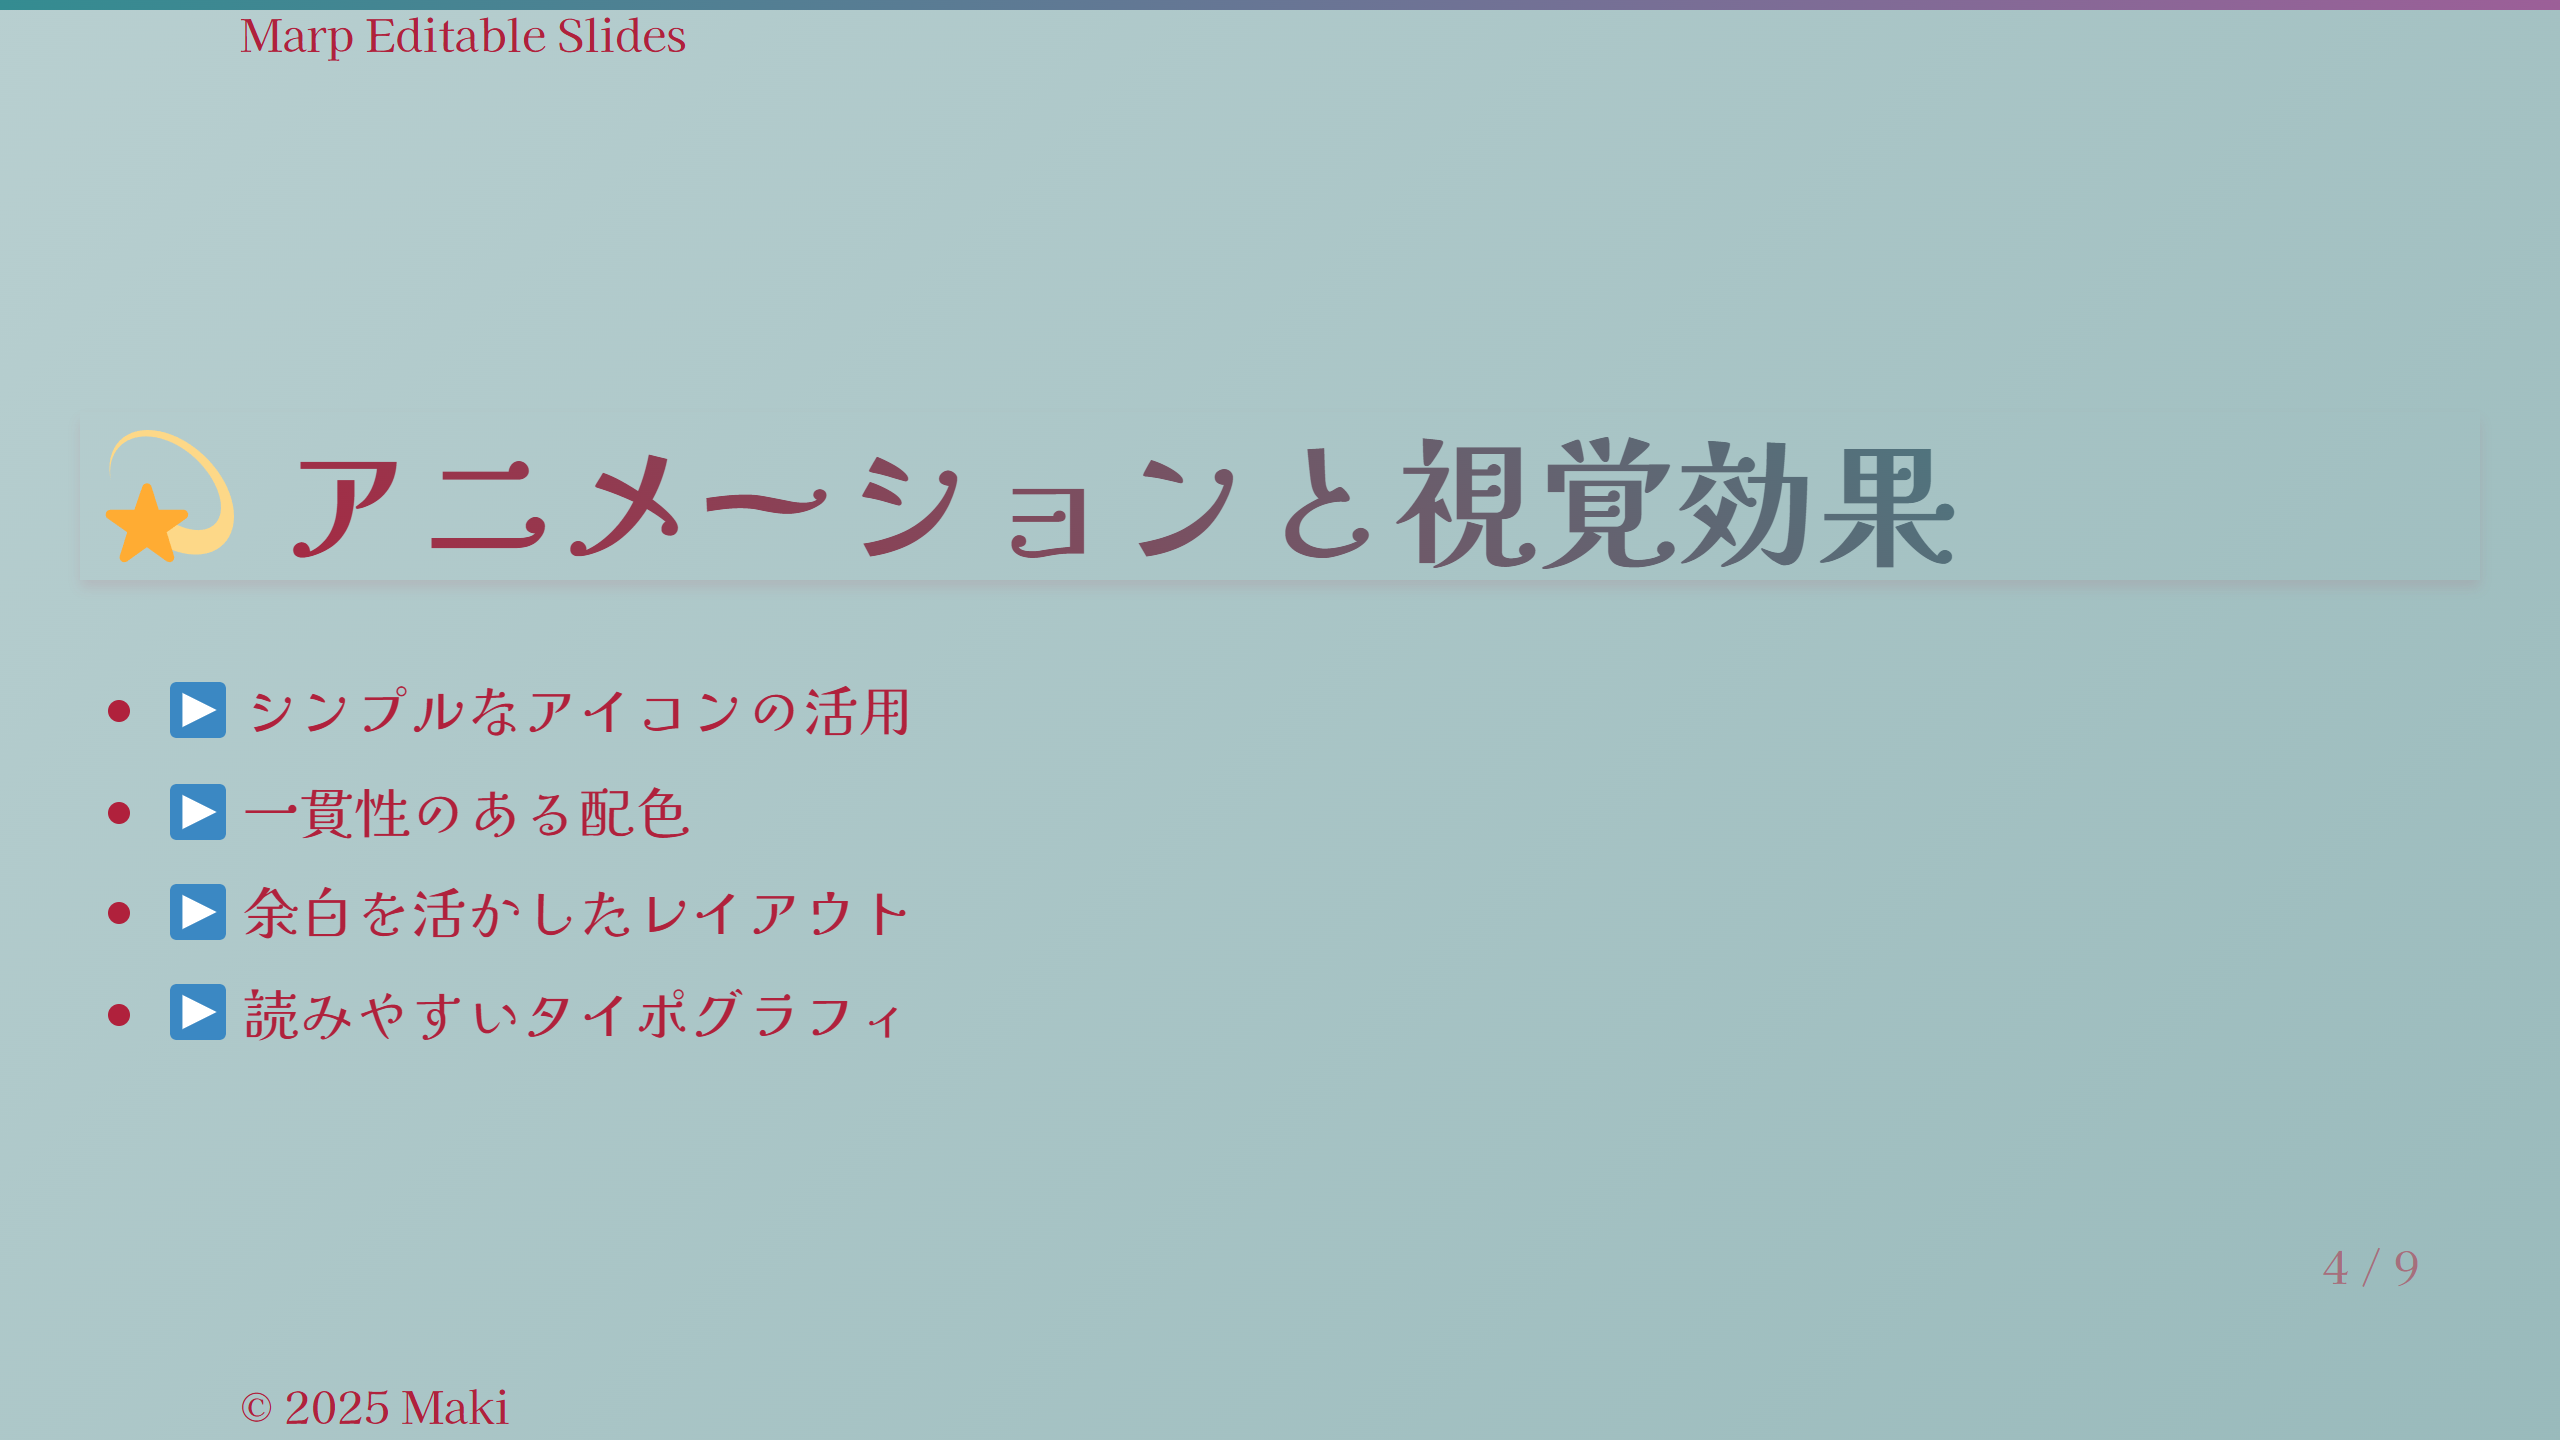 Marp Editable Slides
💫 アニメーションと視覚効果
• ▶️ シンプルなアイコンの活用
• ▶️ 一貫性のある配色
• ▶️ 余白を活かしたレイアウト
• ▶️ 読みやすいタイポグラフィ
4 / 9
© 2025 Maki